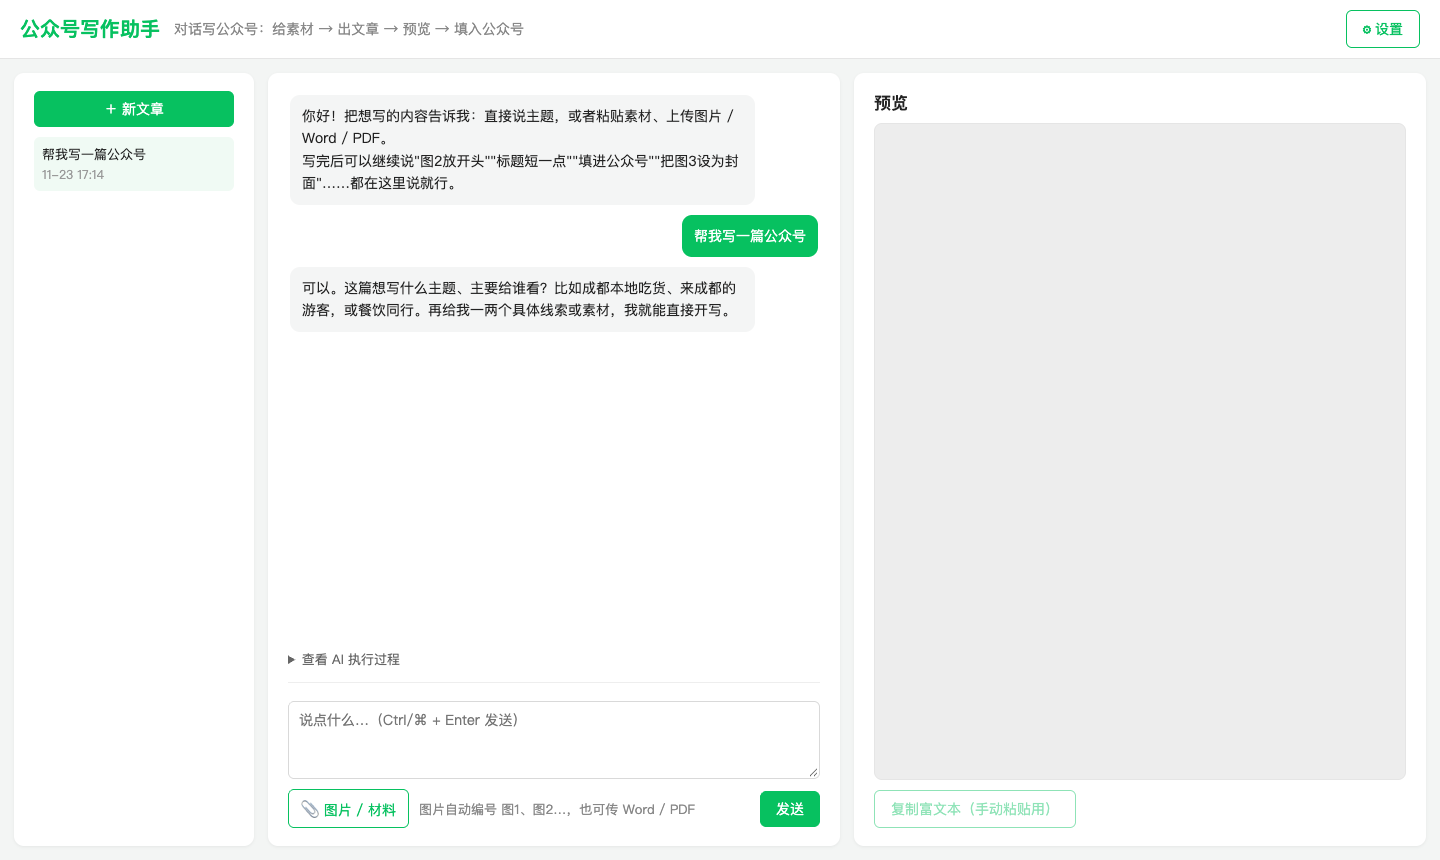 公众号写作助手
对话写公众号：给素材 → 出文章 → 预览 → 填入公众号
⚙ 设置
+ 新文章
帮我写一篇公众号
11-23 17:14
你好！把想写的内容告诉我：直接说主题，或者粘贴素材、上传图片 /
Word / PDF。
写完后可以继续说"图2放开头""标题短一点""填进公众号""把图3设为封
面"……都在这里说就行。
帮我写一篇公众号
可以。这篇想写什么主题、主要给谁看？比如成都本地吃货、来成都的
游客，或餐饮同行。再给我一两个具体线索或素材，我就能直接开写。
▶ 查看 AI 执行过程
说点什么…（Ctrl/⌘ + Enter 发送）
📎 图片 / 材料
图片自动编号 图1、图2…，也可传 Word / PDF
发送
预览
复制富文本（手动粘贴用）